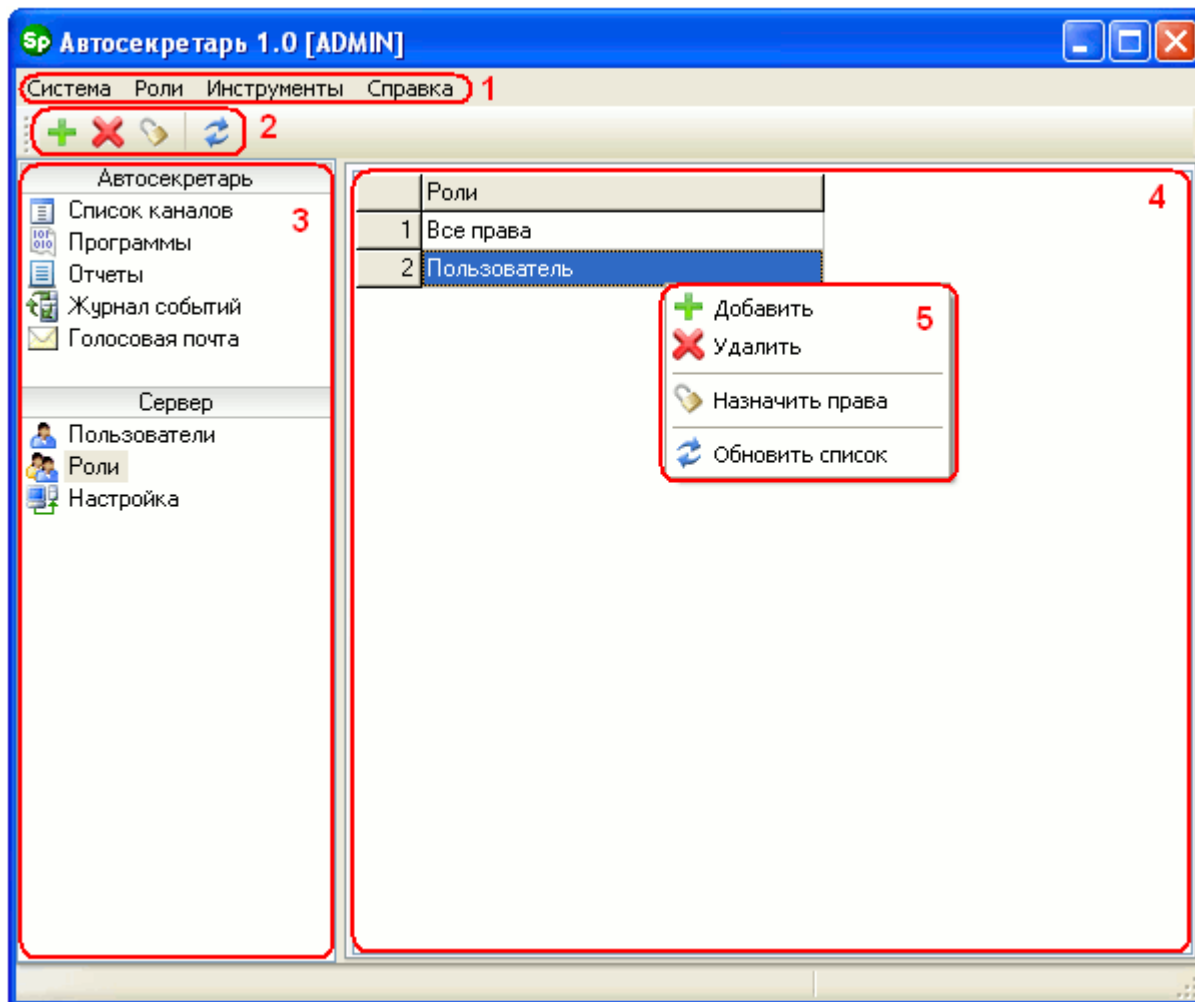 Sp Автосекретарь 1.0 [ADMIN]
Система Роли Инструменты Справка 1
2
Автосекретарь
Список каналов
Программы
Отчеты
Журнал событий
Голосовая почта
3
Сервер
Пользователи
Роли
Настройка
Роли
1 Все права
2 Пользователь
4
Добавить
Удалить
Назначить права
Обновить список
5